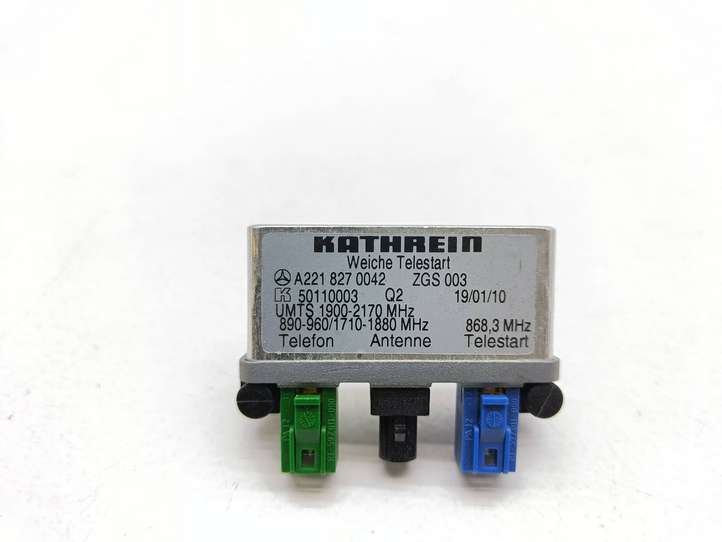 KATHREIN
Weiche Telestart
A221 827 0042 ZGS 003
K 50110003 Q2 19/01/10
UMTS 1900-2170 MHz
890-960/1710-1880 MHz 868,3 MHz
Telefon Antenne Telestart